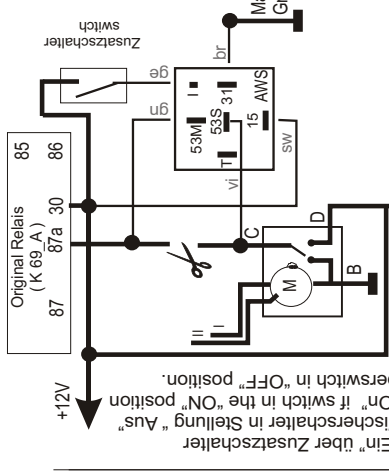 Original Relais
( K 69_A )
85
86
87
87a
30
+12V
Zusatzschalter
switch
ge
gn
br
Ma
Gr
I
53M
53S
31
T
15
AWS
vi
sw
C
D
B
M
I
II
Ein" über Zusatzschalter
ischerschalter in Stellung "Aus"
On" if switch in the "ON" position
erswitch in "OFF" position.